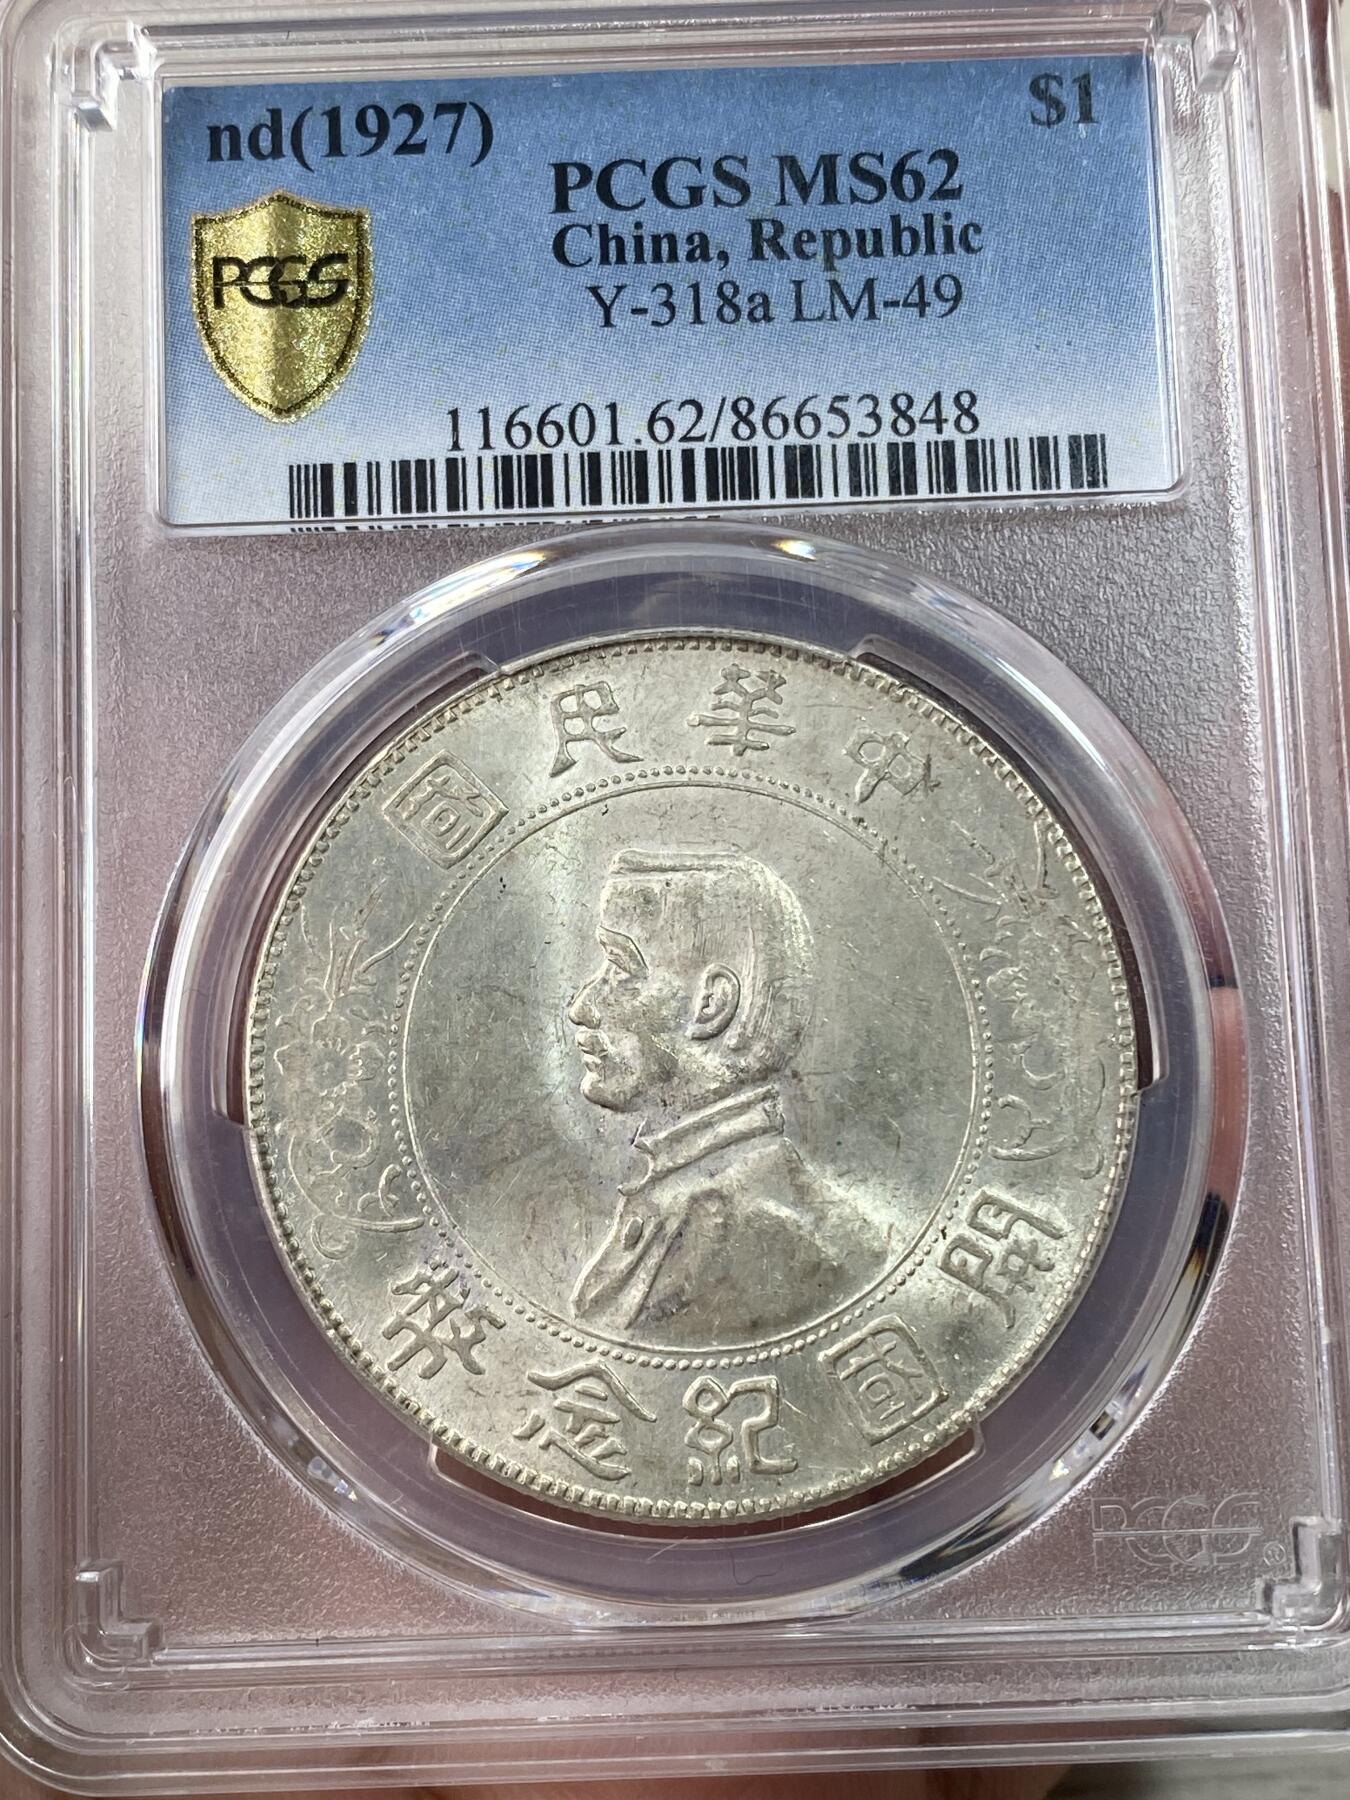 nd(1927)
$1
PCGS MS62
China, Republic
Y-318a LM-49
PCGS
116601.62/86653848
中華民國
開國紀念幣
PCGS